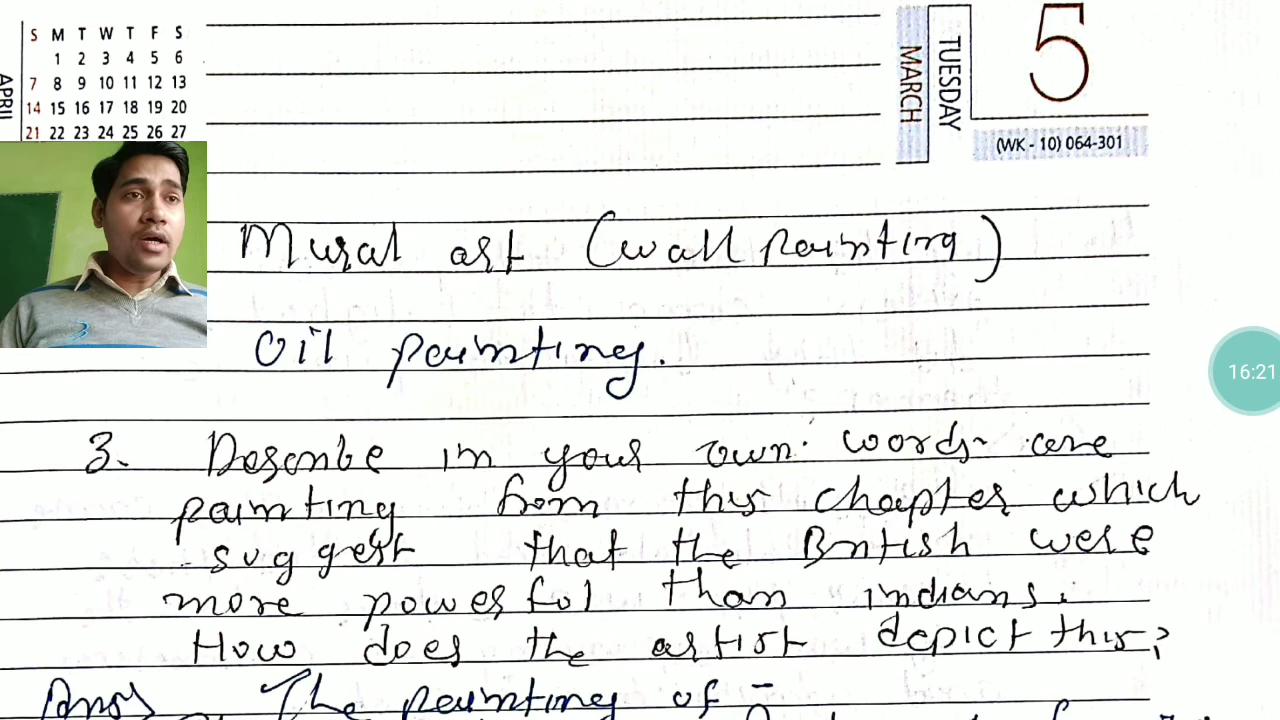 S M T W T F S
1 2 3 4 5 6
7 8 9 10 11 12 13
14 15 16 17 18 19 20
21 22 23 24 25 26 27
APRIL
MARCH
TUESDAY
5
(WK - 10) 064-301
Mural art (wall painting)
oil painting.
16:21
3. Describe in your own words one
painting from this chapter which
suggest that the British were
more powerful than indians.
How does the artist depict this?
Ans The painting of -